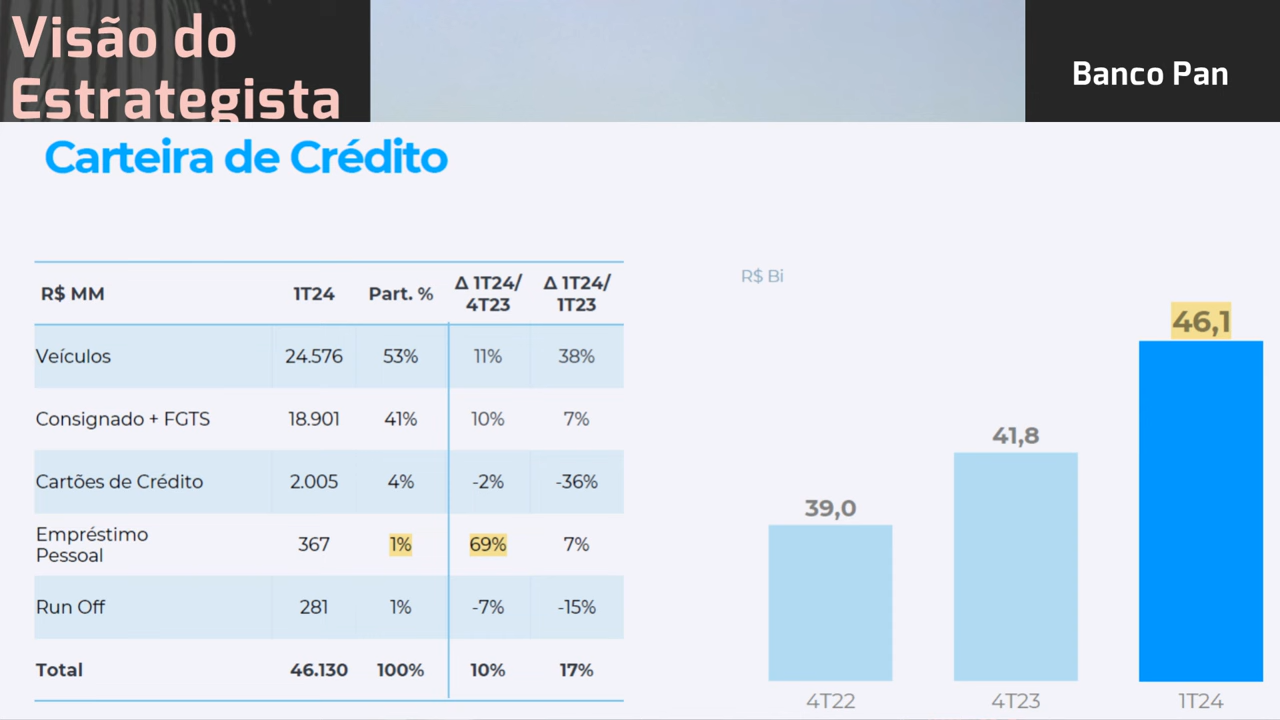 Visão do
Estrategista
Banco Pan
Carteira de Crédito
R$ MM 1T24 Part. % Δ 1T24/ 4T23 Δ 1T24/ 1T23
Veículos 24.576 53% 11% 38%
Consignado + FGTS 18.901 41% 10% 7%
Cartões de Crédito 2.005 4% -2% -36%
Empréstimo
Pessoal 367 1% 69% 7%
Run Off 281 1% -7% -15%
Total 46.130 100% 10% 17%
R$ Bi
39,0 41,8 46,1
4T22 4T23 1T24